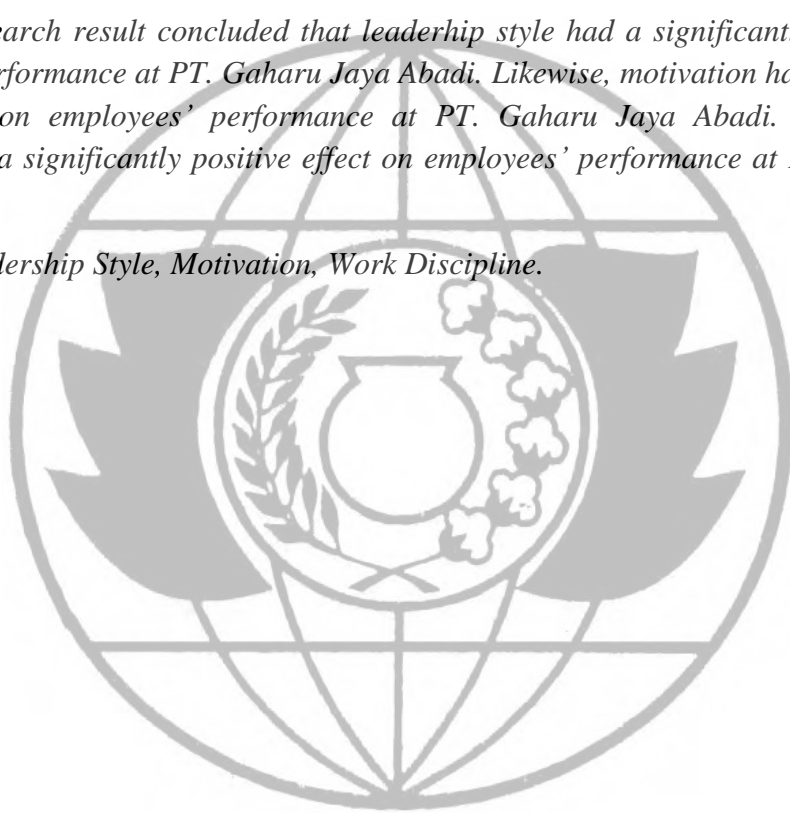 earch result concluded that leaderhip style had a significant
rformance at PT. Gaharu Jaya Abadi. Likewise, motivation ha
on employees’ performance at PT. Gaharu Jaya Abadi.
a significantly positive effect on employees’ performance at
dership Style, Motivation, Work Discipline.